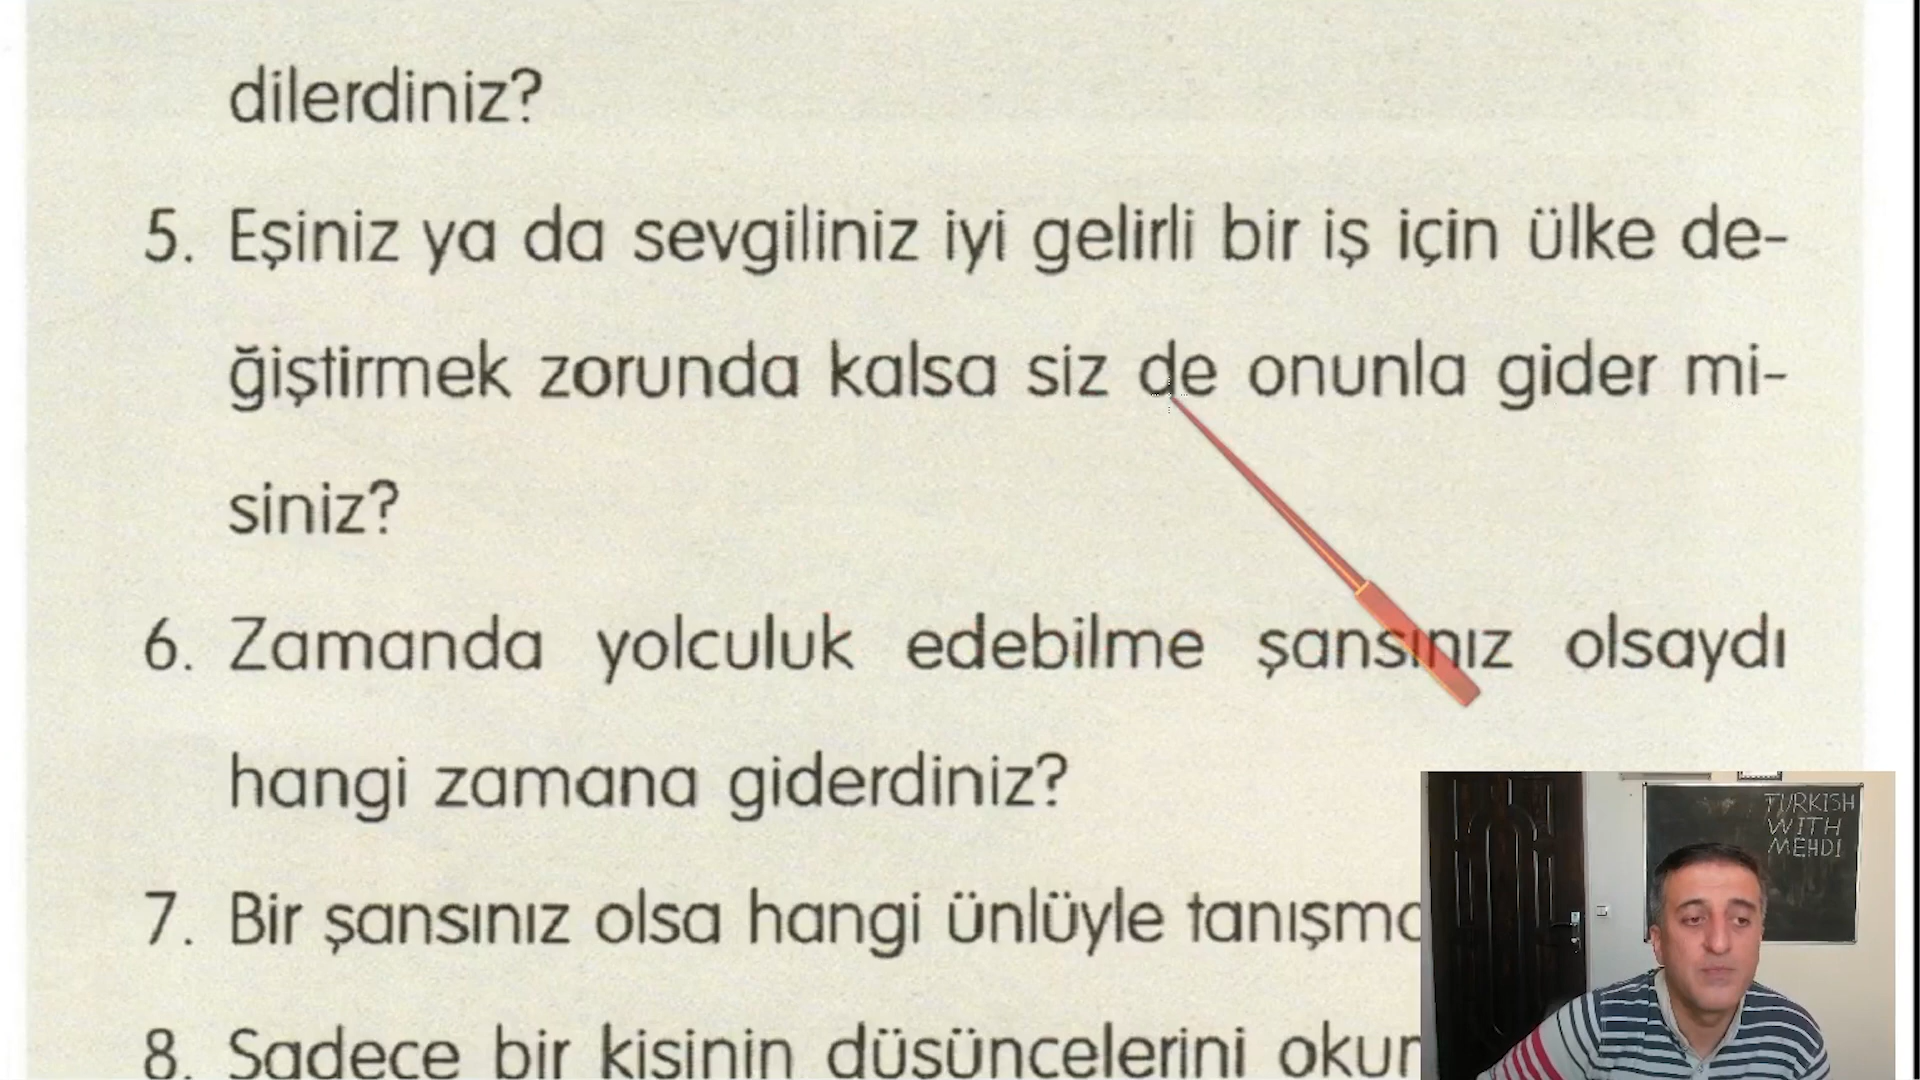 dilerdiniz?
5. Eşiniz ya da sevgiliniz iyi gelirli bir iş için ülke de-
ğiştirmek zorunda kalsa siz de onunla gider mi-
siniz?
6. Zamanda yolculuk edebilme şansınız olsaydı
hangi zamana giderdiniz?
7. Bir şansınız olsa hangi ünlüyle
8. Sadece bir kişinin düşüncelerini
TURKISH
WITH
MEHDI